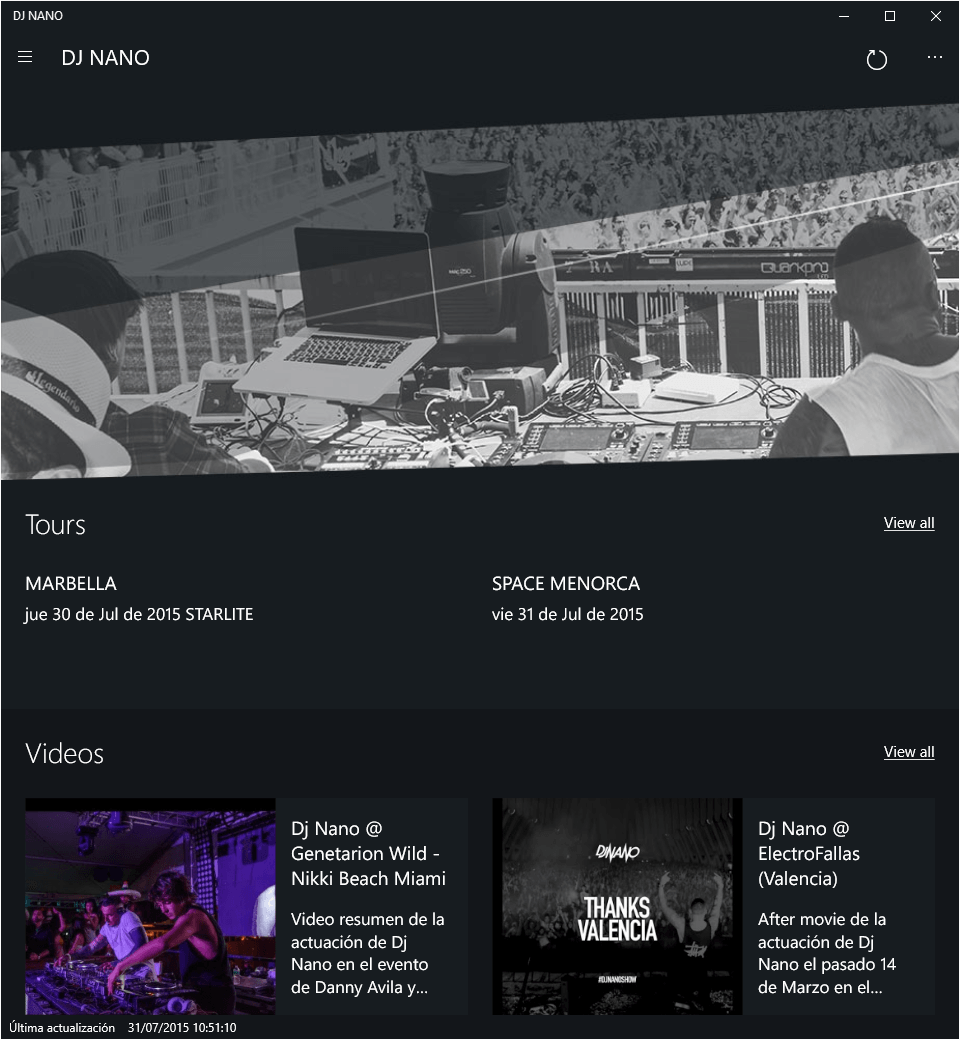 DJ NANO
DJ NANO
Legendario
QUARKPRO
Tours
View all
MARBELLA
SPACE MENORCA
jue 30 de Jul de 2015 STARLITE
vie 31 de Jul de 2015
Videos
View all
Dj Nano @
Genetarion Wild -
Nikki Beach Miami
Video resumen de la
actuación de Dj
Nano en el evento
de Danny Avila y...
DJNANO
THANKS
VALENCIA
#DJNANOSHOW
Dj Nano @
ElectroFallas
(Valencia)
After movie de la
actuación de Dj
Nano el pasado 14
de Marzo en el...
Última actualización 31/07/2015 10:51:10